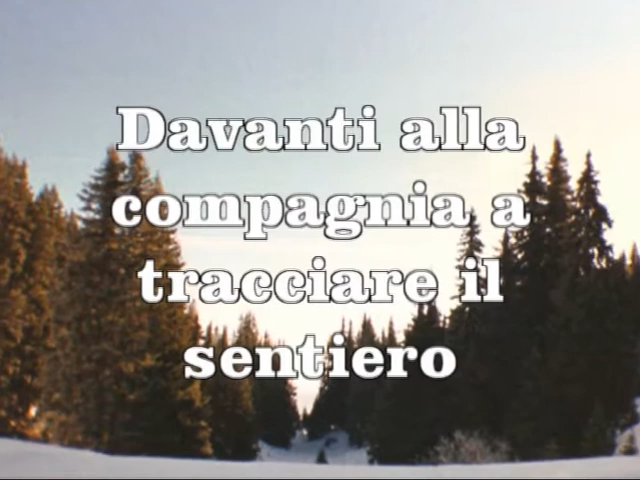 Davanti alla
compagnia a
tracciare il
sentiero